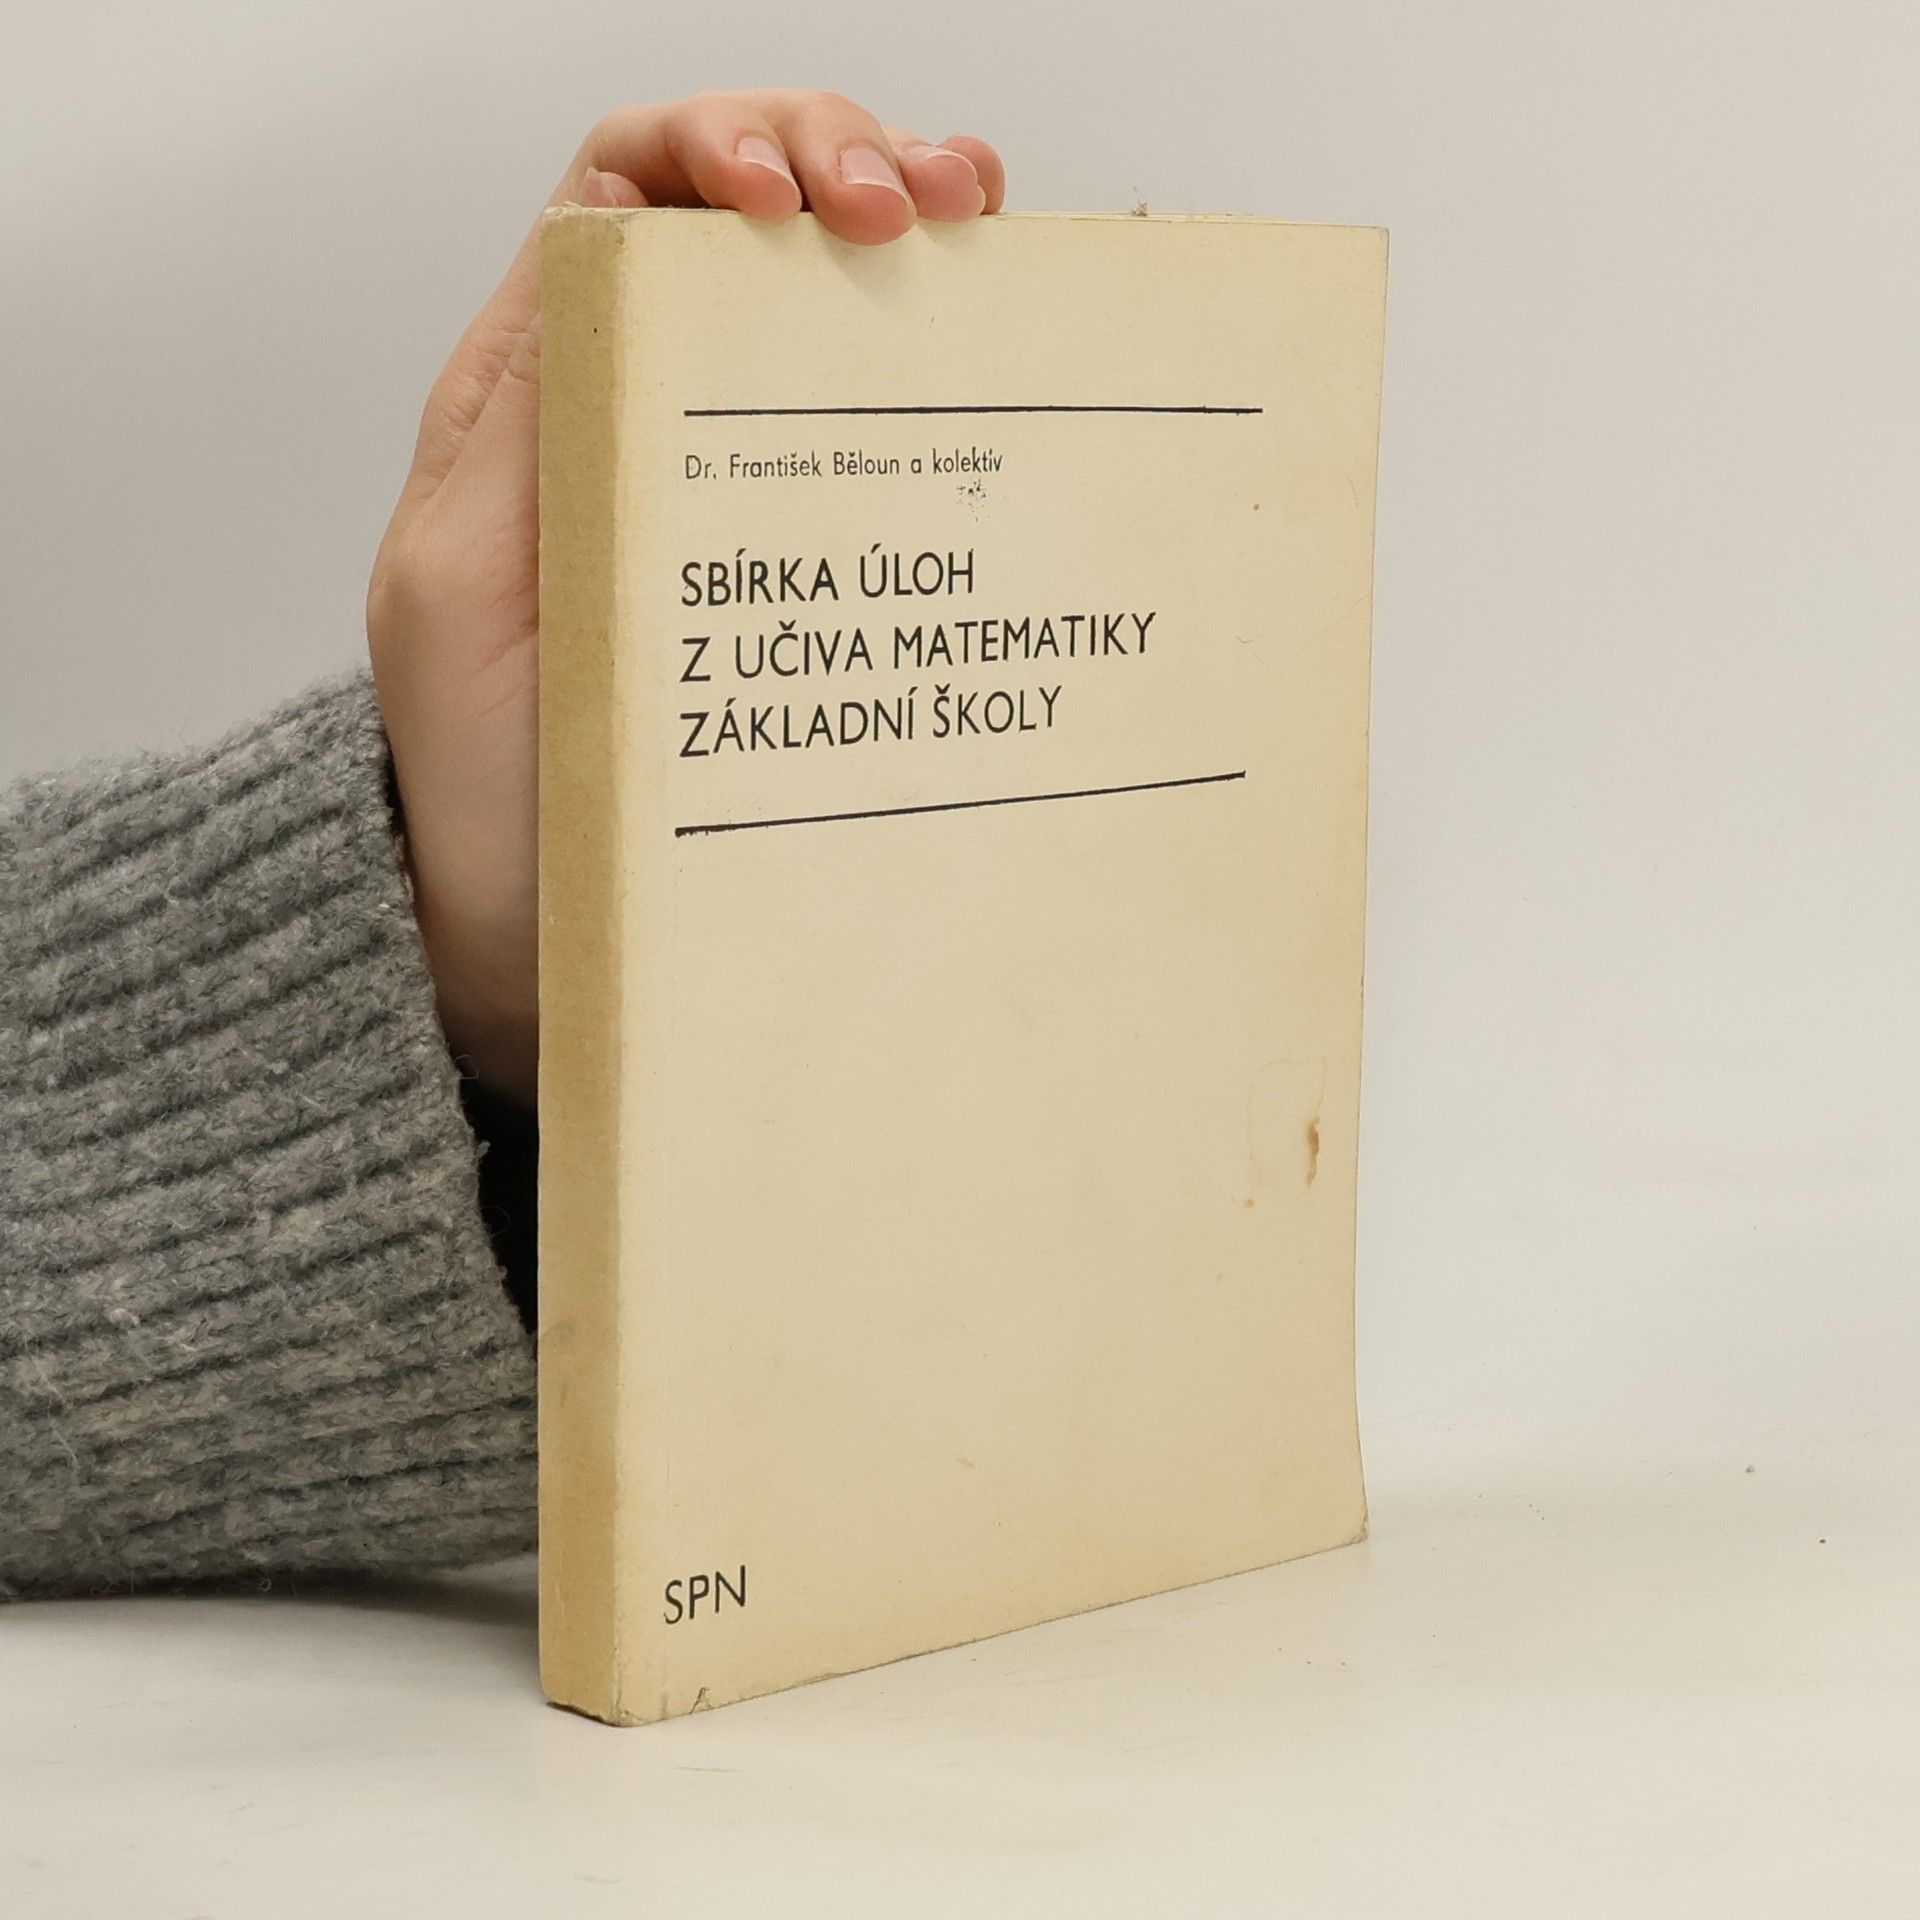 Dr. František Běloun a kolektiv
SBÍRKA ÚLOH
Z UČIVA MATEMATIKY
ZÁKLADNÍ ŠKOLY
SPN